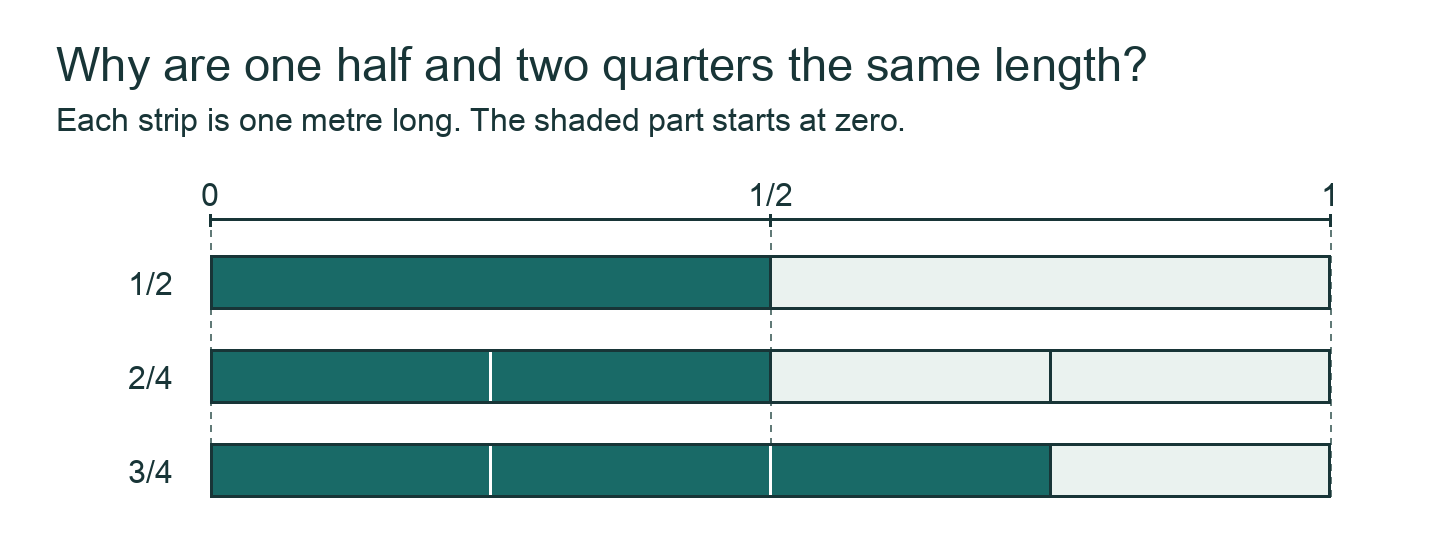 Why are one half and two quarters the same length?
Each strip is one metre long. The shaded part starts at zero.
0 1/2 1
1/2
2/4
3/4